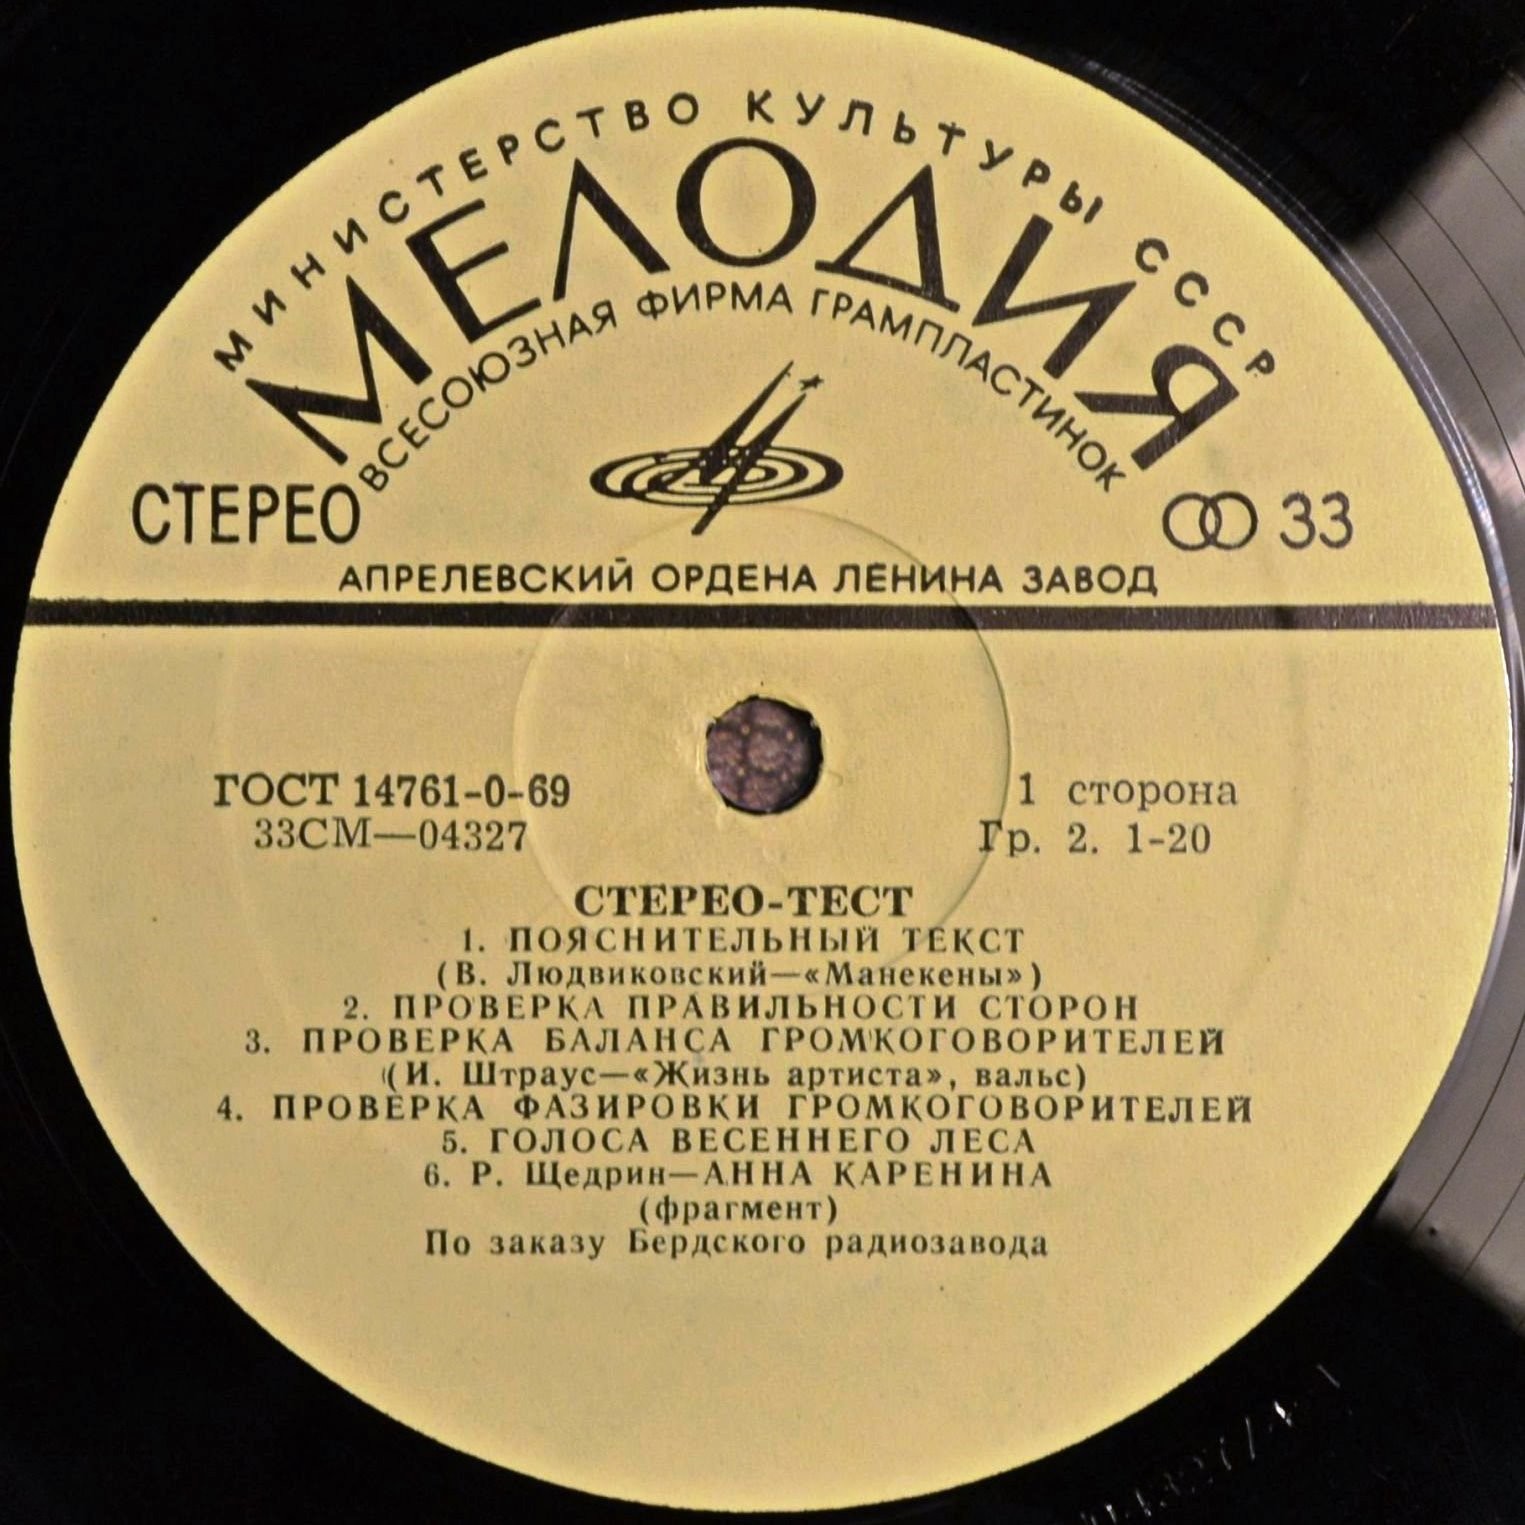 МИНИСТЕРСТВО КУЛЬТУРЫ СССР
МЕЛОДИЯ
ВСЕСОЮЗНАЯ ФИРМА ГРАМПЛАСТИНОК
СТЕРЕО
33
АПРЕЛЕВСКИЙ ОРДЕНА ЛЕНИНА ЗАВОД
ГОСТ 14761-0-69
1 сторона
33СМ—04327
Гр. 2. 1-20
СТЕРЕО-ТЕСТ
1. ПОЯСНИТЕЛЬНЫЙ ТЕКСТ
(В. Людвиковский—«Манекены»)
2. ПРОВЕРКА ПРАВИЛЬНОСТИ СТОРОН
3. ПРОВЕРКА БАЛАНСА ГРОМКОГОВОРИТЕЛЕЙ
(И. Штраус—«Жизнь артиста», вальс)
4. ПРОВЕРКА ФАЗИРОВКИ ГРОМКОГОВОРИТЕЛЕЙ
5. ГОЛОСА ВЕСЕННЕГО ЛЕСА
6. Р. Щедрин—АННА КАРЕНИНА
(фрагмент)
По заказу Бердского радиозавода